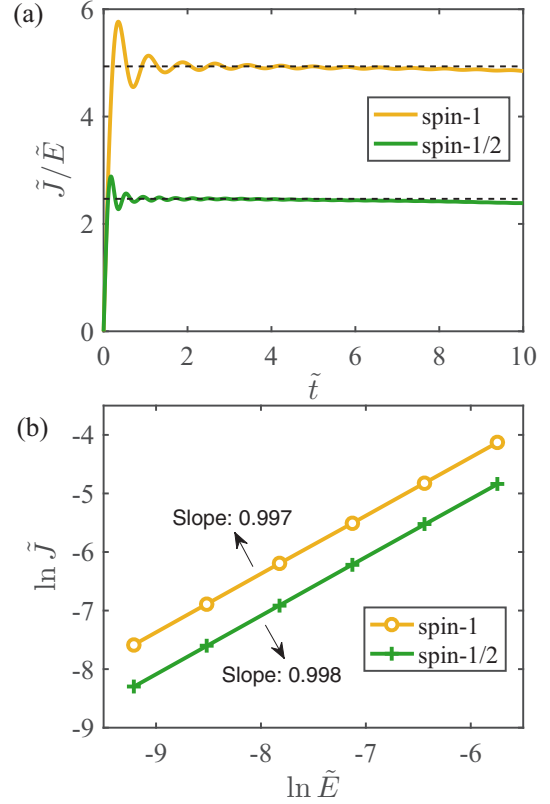 (a)
6
4
2
0
J̃/Ẽ
spin-1
spin-1/2
0 2 4 6 8 10
t̃
(b)
-4
-5
-6
-7
-8
-9
ln J̃
Slope: 0.997
Slope: 0.998
spin-1
spin-1/2
-9 -8 -7 -6
ln Ẽ